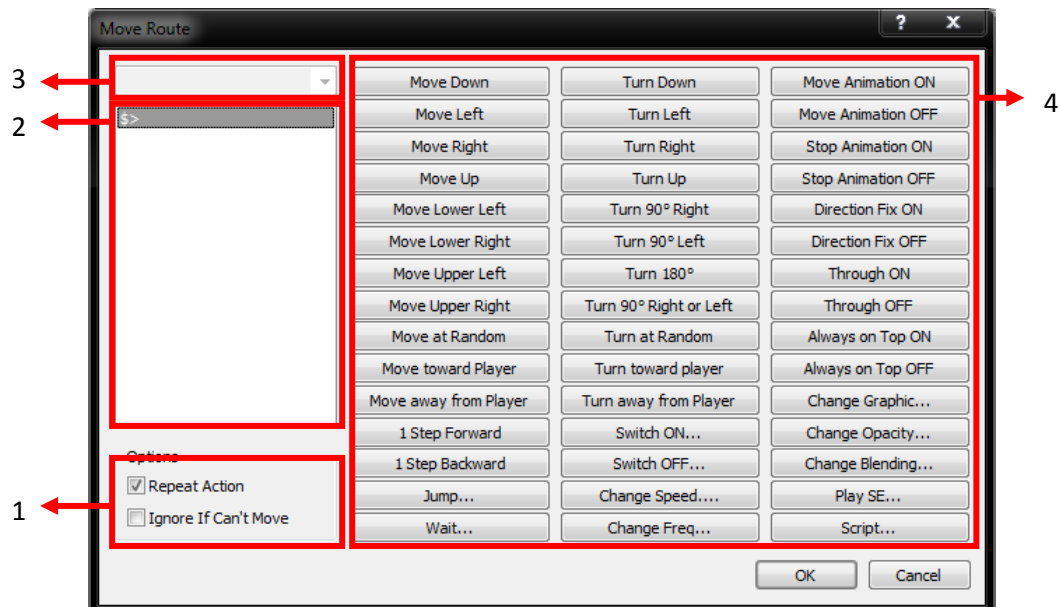 Move Route
? x
3
2
1
4
$>
Options
Repeat Action
Ignore If Can't Move
Move Down Turn Down Move Animation ON
Move Left Turn Left Move Animation OFF
Move Right Turn Right Stop Animation ON
Move Up Turn Up Stop Animation OFF
Move Lower Left Turn 90° Right Direction Fix ON
Move Lower Right Turn 90° Left Direction Fix OFF
Move Upper Left Turn 180° Through ON
Move Upper Right Turn 90° Right or Left Through OFF
Move at Random Turn at Random Always on Top ON
Move toward Player Turn toward player Always on Top OFF
Move away from Player Turn away from Player Change Graphic...
1 Step Forward Switch ON... Change Opacity...
1 Step Backward Switch OFF... Change Blending...
Jump... Change Speed.... Play SE...
Wait... Change Freq... Script...
OK Cancel